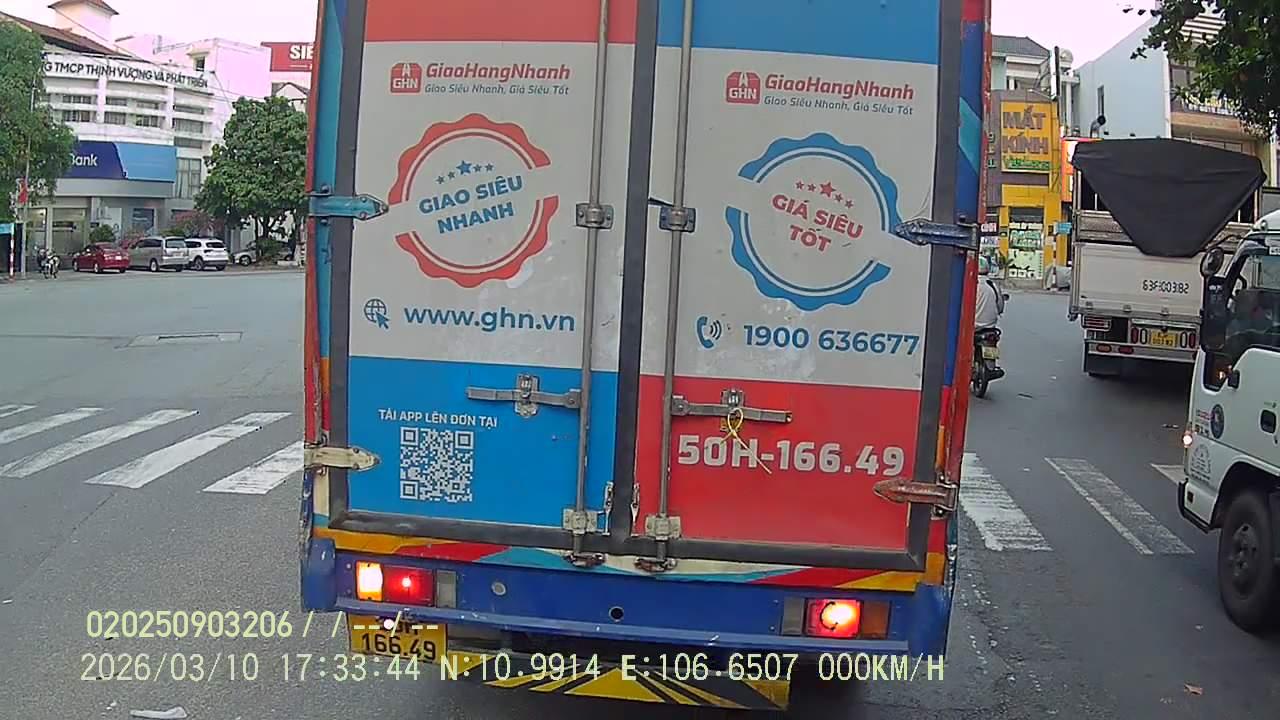 NG TMCP THỊNH VƯỢNG VÀ PHÁT TRIỂN
Bank
SIÊ
GHN GiaoHangNhanh
Giao Siêu Nhanh, Giá Siêu Tốt
GIAO SIÊU
NHANH
www.ghn.vn
TẢI APP LÊN ĐƠN TẠI
GHN GiaoHangNhanh
Giao Siêu Nhanh, Giá Siêu Tốt
GIÁ SIÊU
TỐT
1900 636677
50H-166.49
166.49
MẮT
KÍNH
63F100382
020250903206 / / -- -- / --
2026/03/10 17:33:44 N:10.9914 E:106.6507 000KM/H